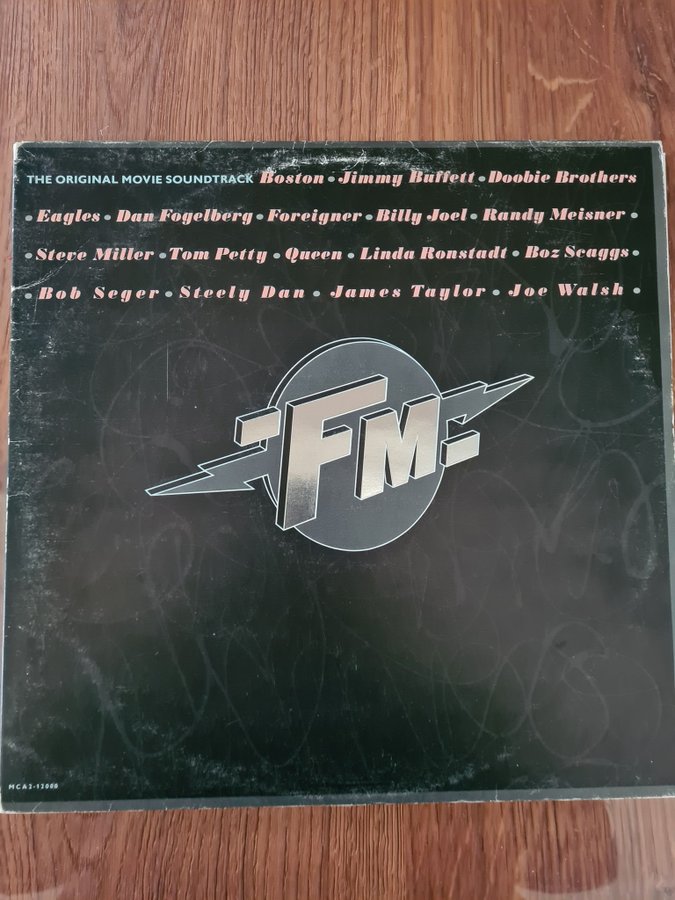 THE ORIGINAL MOVIE SOUNDTRACK Boston • Jimmy Buffett • Doobie Brothers
• Eagles • Dan Fogelberg • Foreigner • Billy Joel • Randy Meisner •
• Steve Miller • Tom Petty • Queen • Linda Ronstadt • Boz Scaggs •
• Bob Seger • Steely Dan • James Taylor • Joe Walsh •
FM
MCA2-12000